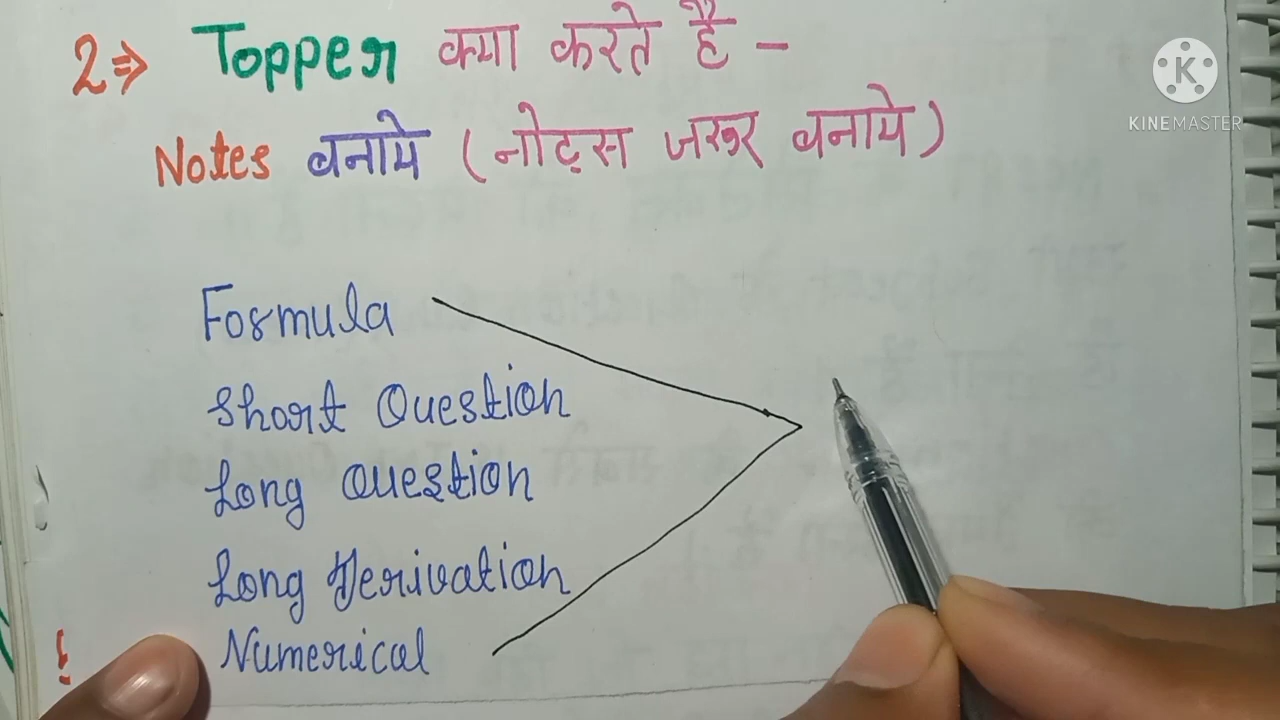 2⇒ Topper क्या करते हैं –
K
KINEMASTER
Notes बनाये (नोट्स जरूर बनाये)
Formula
Short Question
Long Question
Long Derivation
Numerical